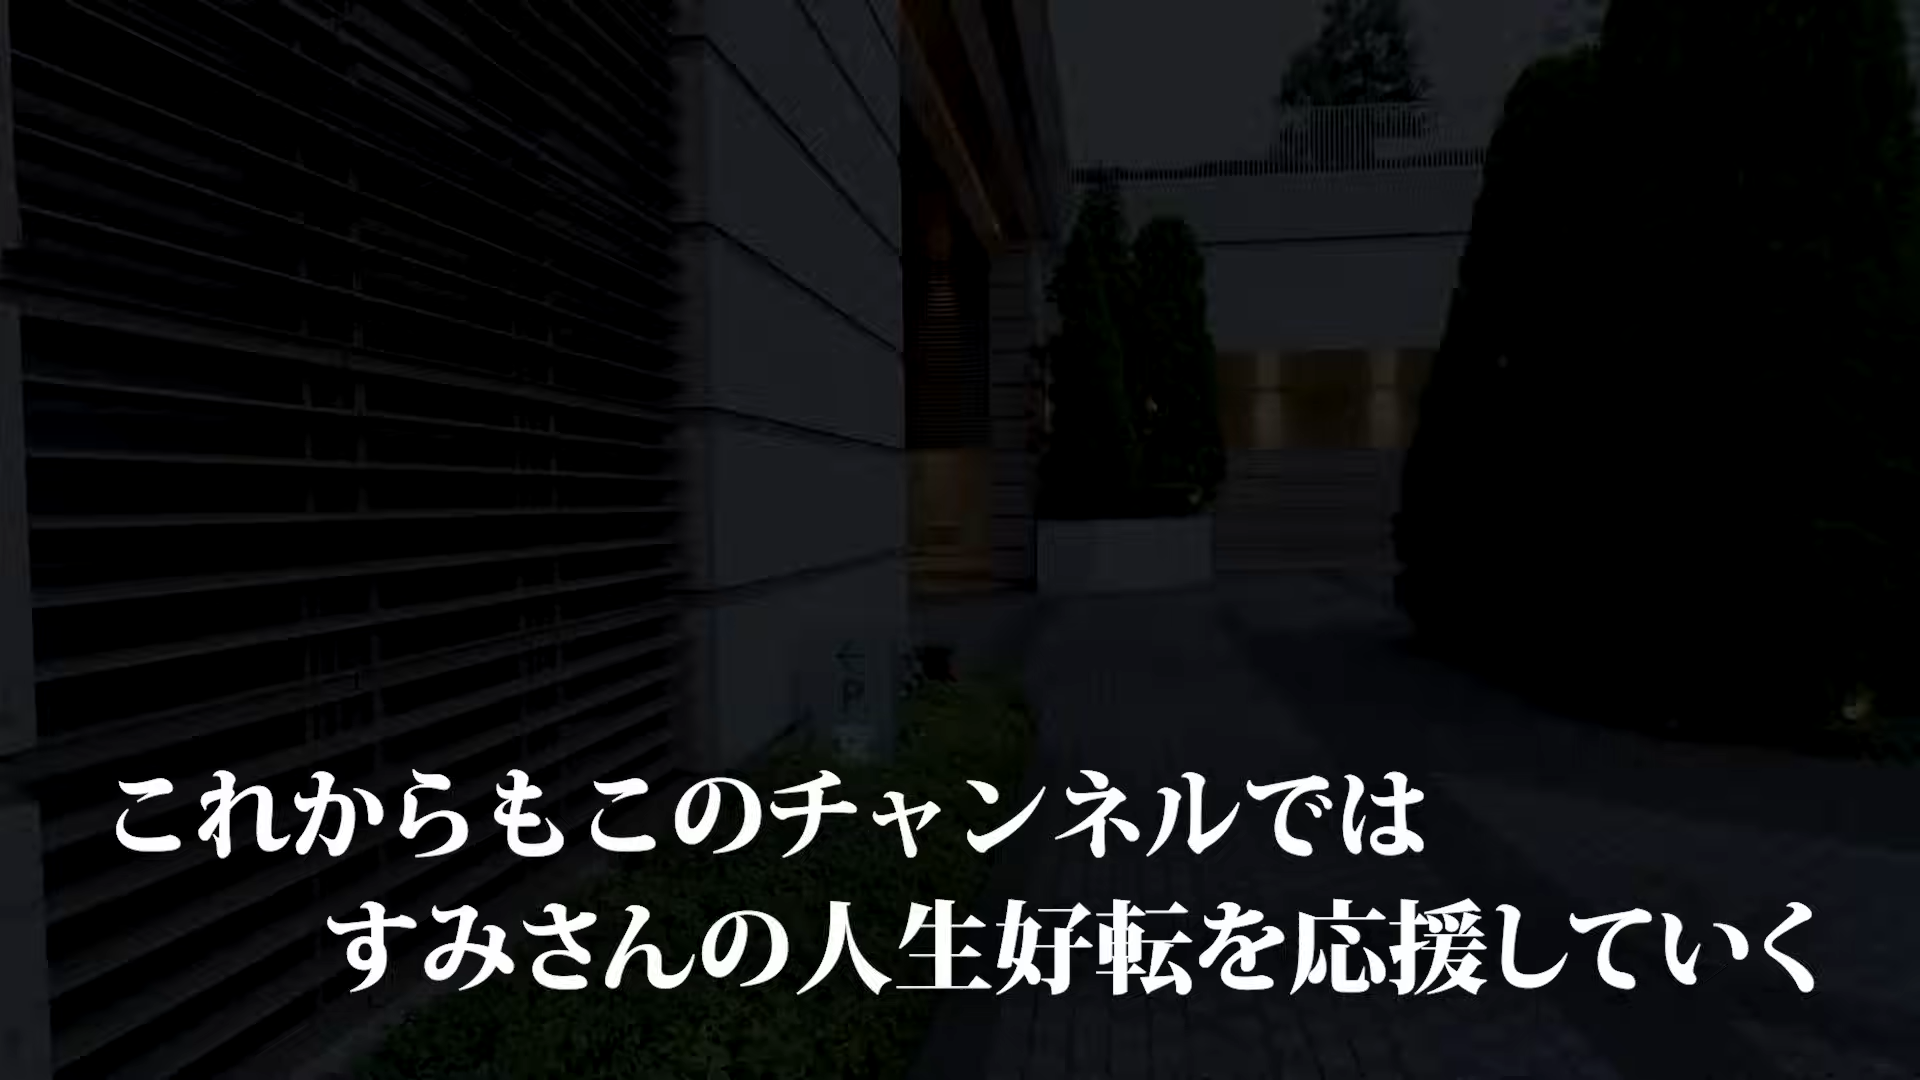 これからもこのチャンネルでは
すみさんの人生好転を応援していく
←
P